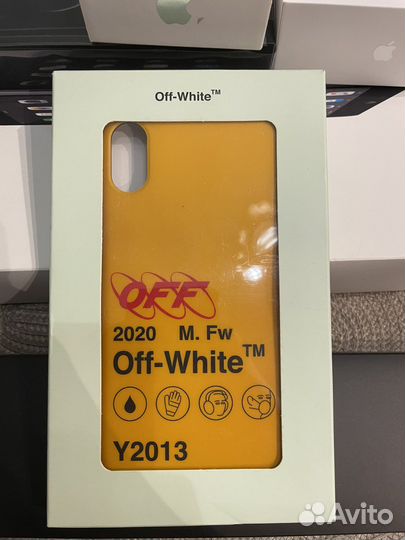 Off-White™
OFF
2020 M. Fw
Off-White™
Y2013
Avito